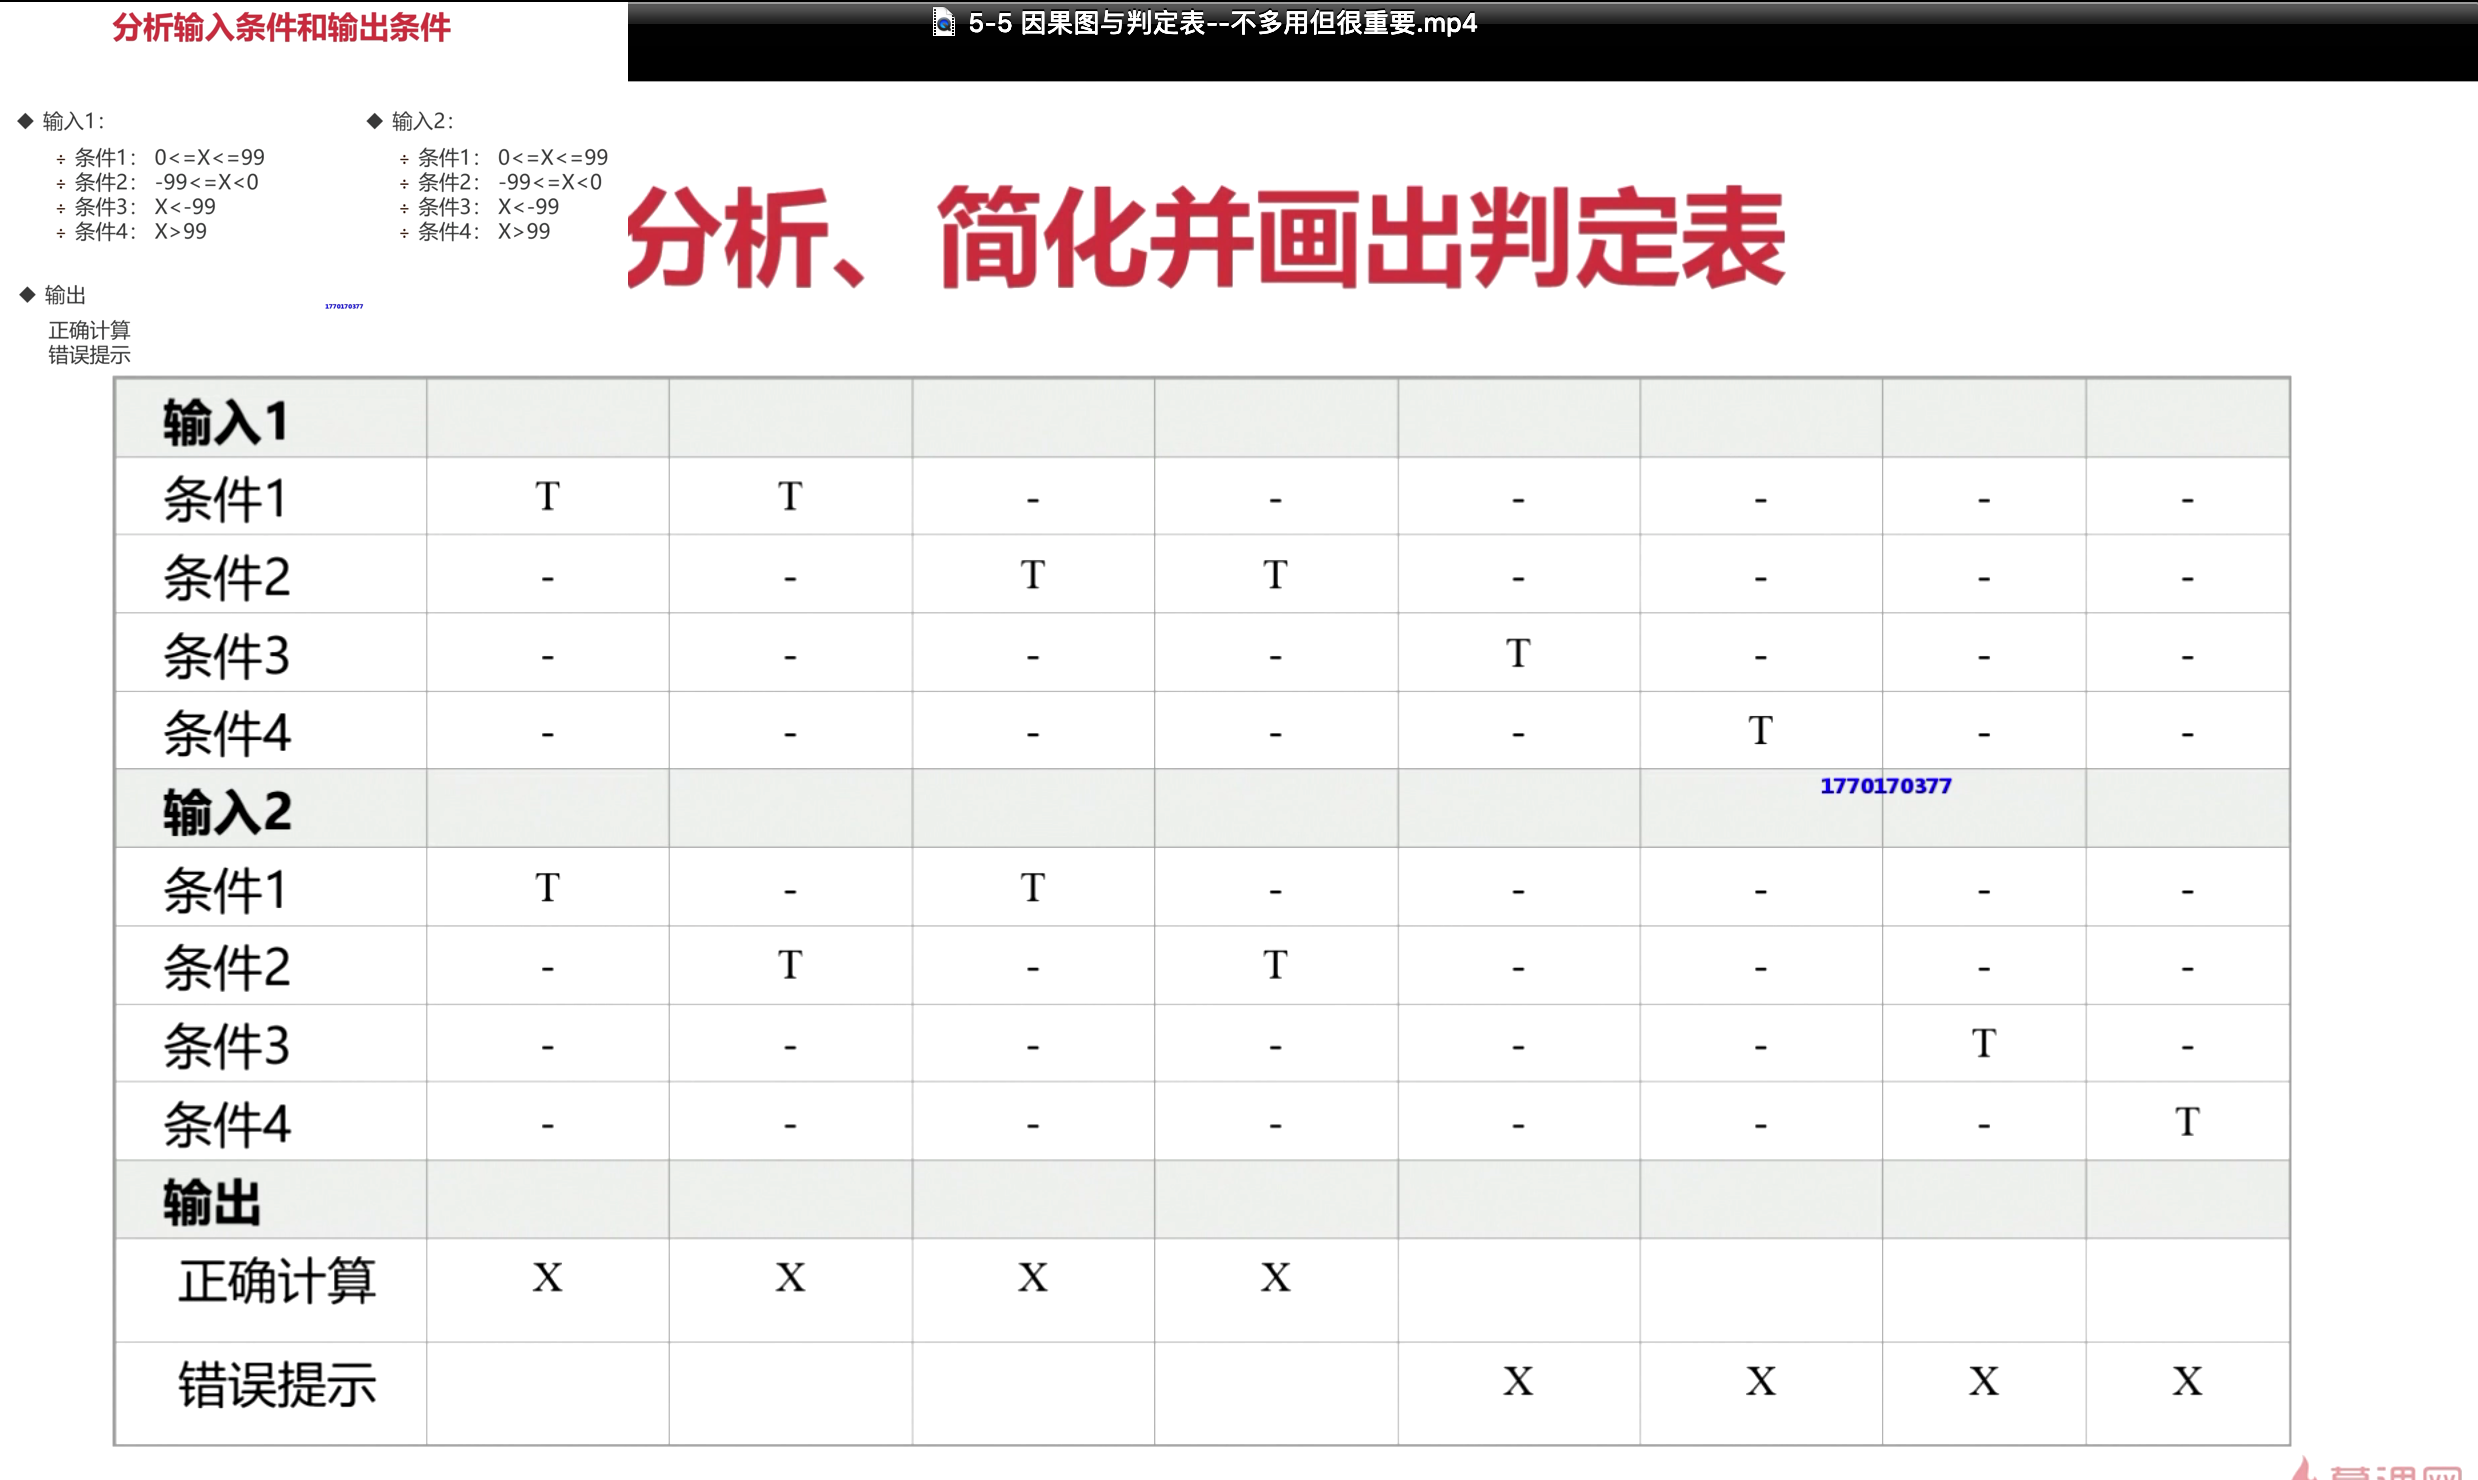 分析输入条件和输出条件
5-5 因果图与判定表--不多用但很重要.mp4
◆ 输入1：
÷ 条件1： 0<=X<=99
÷ 条件2： -99<=X<0
÷ 条件3： X<-99
÷ 条件4： X>99
◆ 输入2：
÷ 条件1： 0<=X<=99
÷ 条件2： -99<=X<0
÷ 条件3： X<-99
÷ 条件4： X>99
◆ 输出
正确计算
错误提示
1770170377
分析、简化并画出判定表
输入1
条件1 T T - - - - - -
条件2 - - T T - - - -
条件3 - - - - T - - -
条件4 - - - - - T - -
输入2
1770170377
条件1 T - T - - - - -
条件2 - T - T - - - -
条件3 - - - - - - T -
条件4 - - - - - - - T
输出
正确计算 X X X X
错误提示 X X X X
慕课网